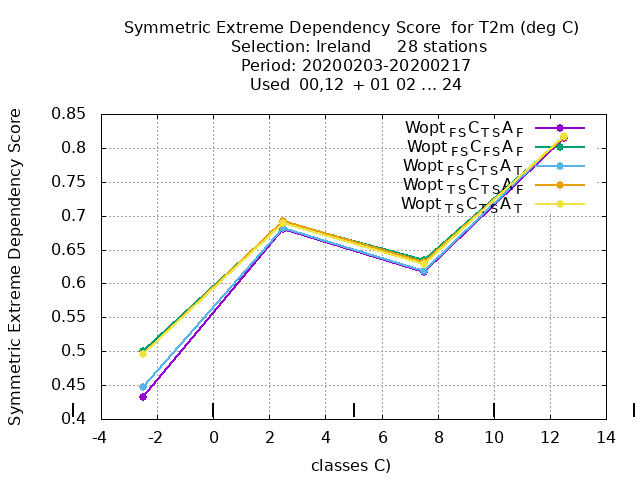 Symmetric Extreme Dependency Score for T2m (deg C)
Selection: Ireland 28 stations
Period: 20200203-20200217
Used 00,12 + 01 02 ... 24
Symmetric Extreme Dependency Score
0.85
0.8
0.75
0.7
0.65
0.6
0.55
0.5
0.45
0.4
Wopt FS C TS A F
Wopt FS C FS A F
Wopt FS C TS A T
Wopt TS C TS A F
Wopt TS C TS A T
-4 -2 0 2 4 6 8 10 12 14
classes C)